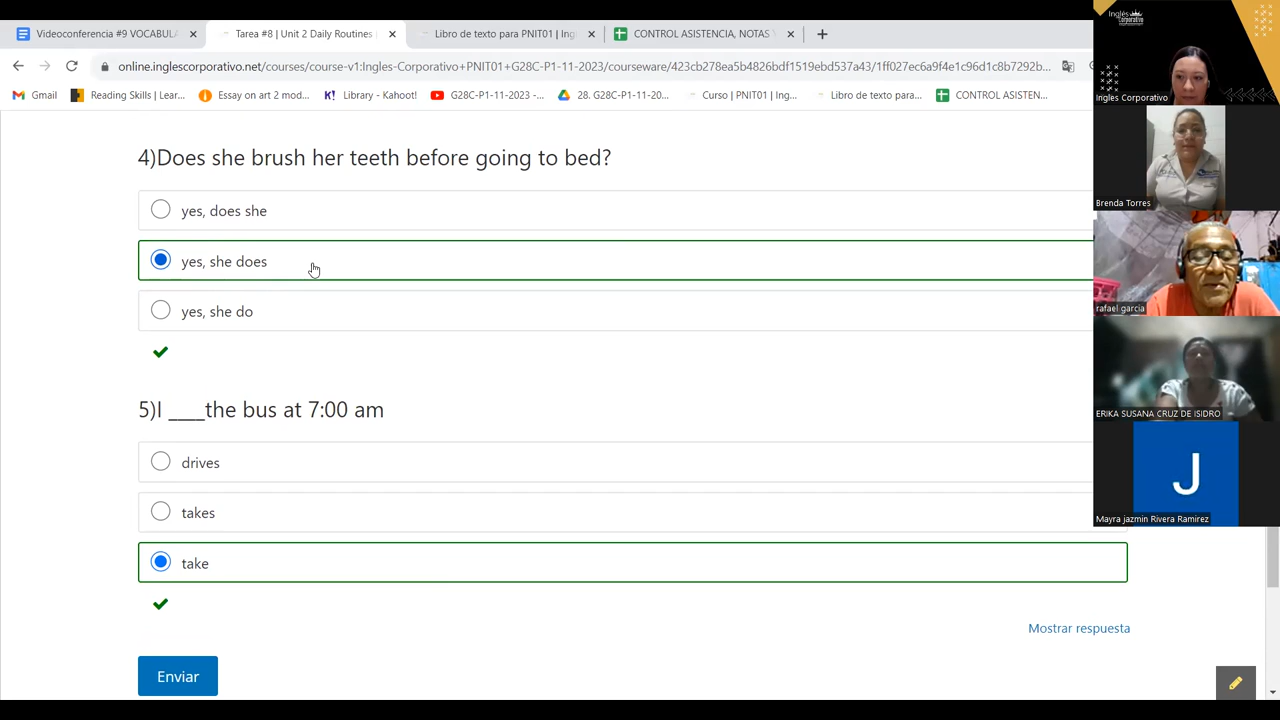 Videoconferencia #9 VOCABULA
Tarea #8 | Unit 2 Daily Routines
Libro de texto para PNIT01 | Ing
CONTROL ASISTENCIA, NOTAS
online.inglescorporativo.net/courses/course-v1:Ingles-Corporativo+PNIT01+G28C-P1-11-2023/courseware/423cb278ea5b4826bdf1519ebd537a43/1ff027ec6a9f4e1c96d1c8b7292b...
Gmail
Reading Skills | Lear...
Essay on art 2 mod...
Library - Kahoot!
G28C-P1-11-2023 -...
28. G28C-P1-11-20...
Curso | PNIT01 | Ing...
Libro de texto para...
CONTROL ASISTEN...
4)Does she brush her teeth before going to bed?
yes, does she
yes, she does
yes, she do
5)I ____the bus at 7:00 am
drives
takes
take
Mostrar respuesta
Enviar
Inglés
Corporativo
Ingles Corporativo
Brenda Torres
rafael garcia
ERIKA SUSANA CRUZ DE ISIDRO
J
Mayra jazmin Rivera Ramirez